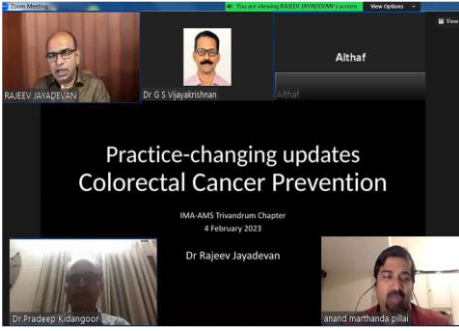 Zoom Meeting
You are viewing RAJEEV JAYADEVAN's screen
View Options
View
RAJEEV JAYADEVAN
Dr G S Vijayakrishnan
Althaf
Althaf
Practice-changing updates
Colorectal Cancer Prevention
IMA-AMS Trivandrum Chapter
4 February 2023
Dr Rajeev Jayadevan
Dr.Pradeep Kidangoor
anand marthanda pillai